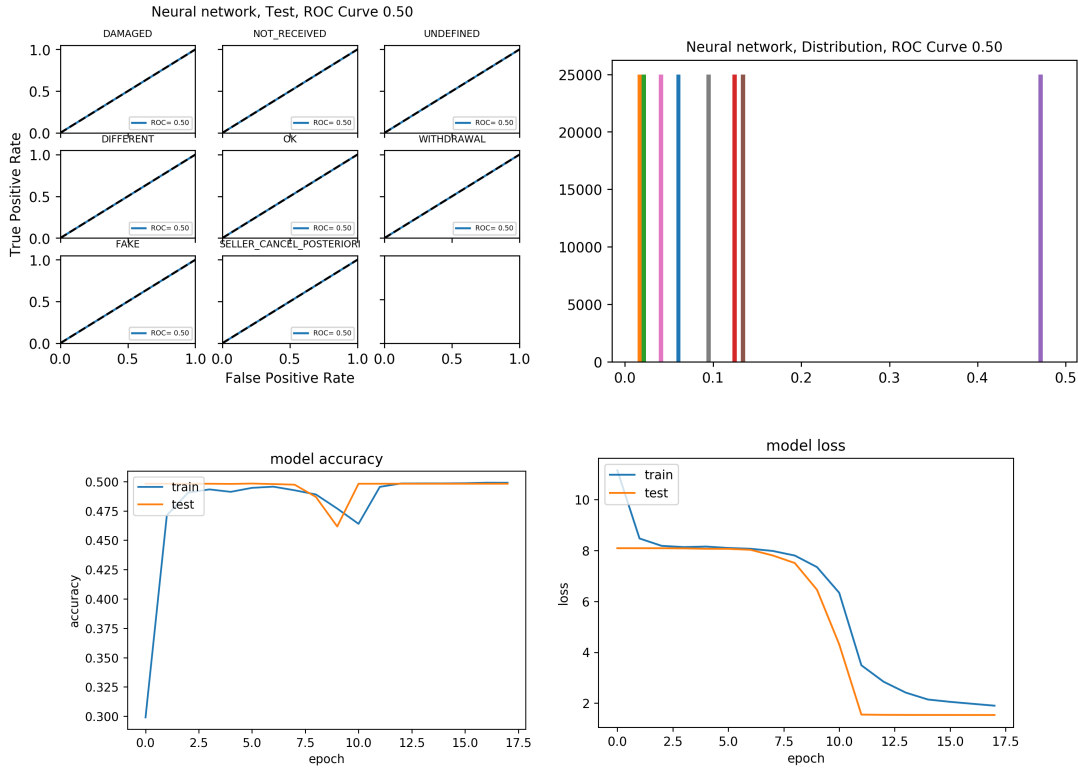 Neural network, Test, ROC Curve 0.50
DAMAGED NOT_RECEIVED UNDEFINED
1.0
0.5
0.0
ROC= 0.50 ROC= 0.50 ROC= 0.50
DIFFERENT OK WITHDRAWAL
1.0
0.5
0.0
ROC= 0.50 ROC= 0.50 ROC= 0.50
FAKE SELLER_CANCEL_POSTERIORI
1.0
0.5
0.0
ROC= 0.50 ROC= 0.50
0.0 0.5 1.0 0.0 0.5 1.0 0.0 0.5 1.0
True Positive Rate
False Positive Rate
Neural network, Distribution, ROC Curve 0.50
25000
20000
15000
10000
5000
0
0.0 0.1 0.2 0.3 0.4 0.5
model accuracy
train
test
0.500
0.475
0.450
0.425
0.400
0.375
0.350
0.325
0.300
accuracy
0.0 2.5 5.0 7.5 10.0 12.5 15.0 17.5
epoch
model loss
train
test
10
8
6
4
2
loss
0.0 2.5 5.0 7.5 10.0 12.5 15.0 17.5
epoch